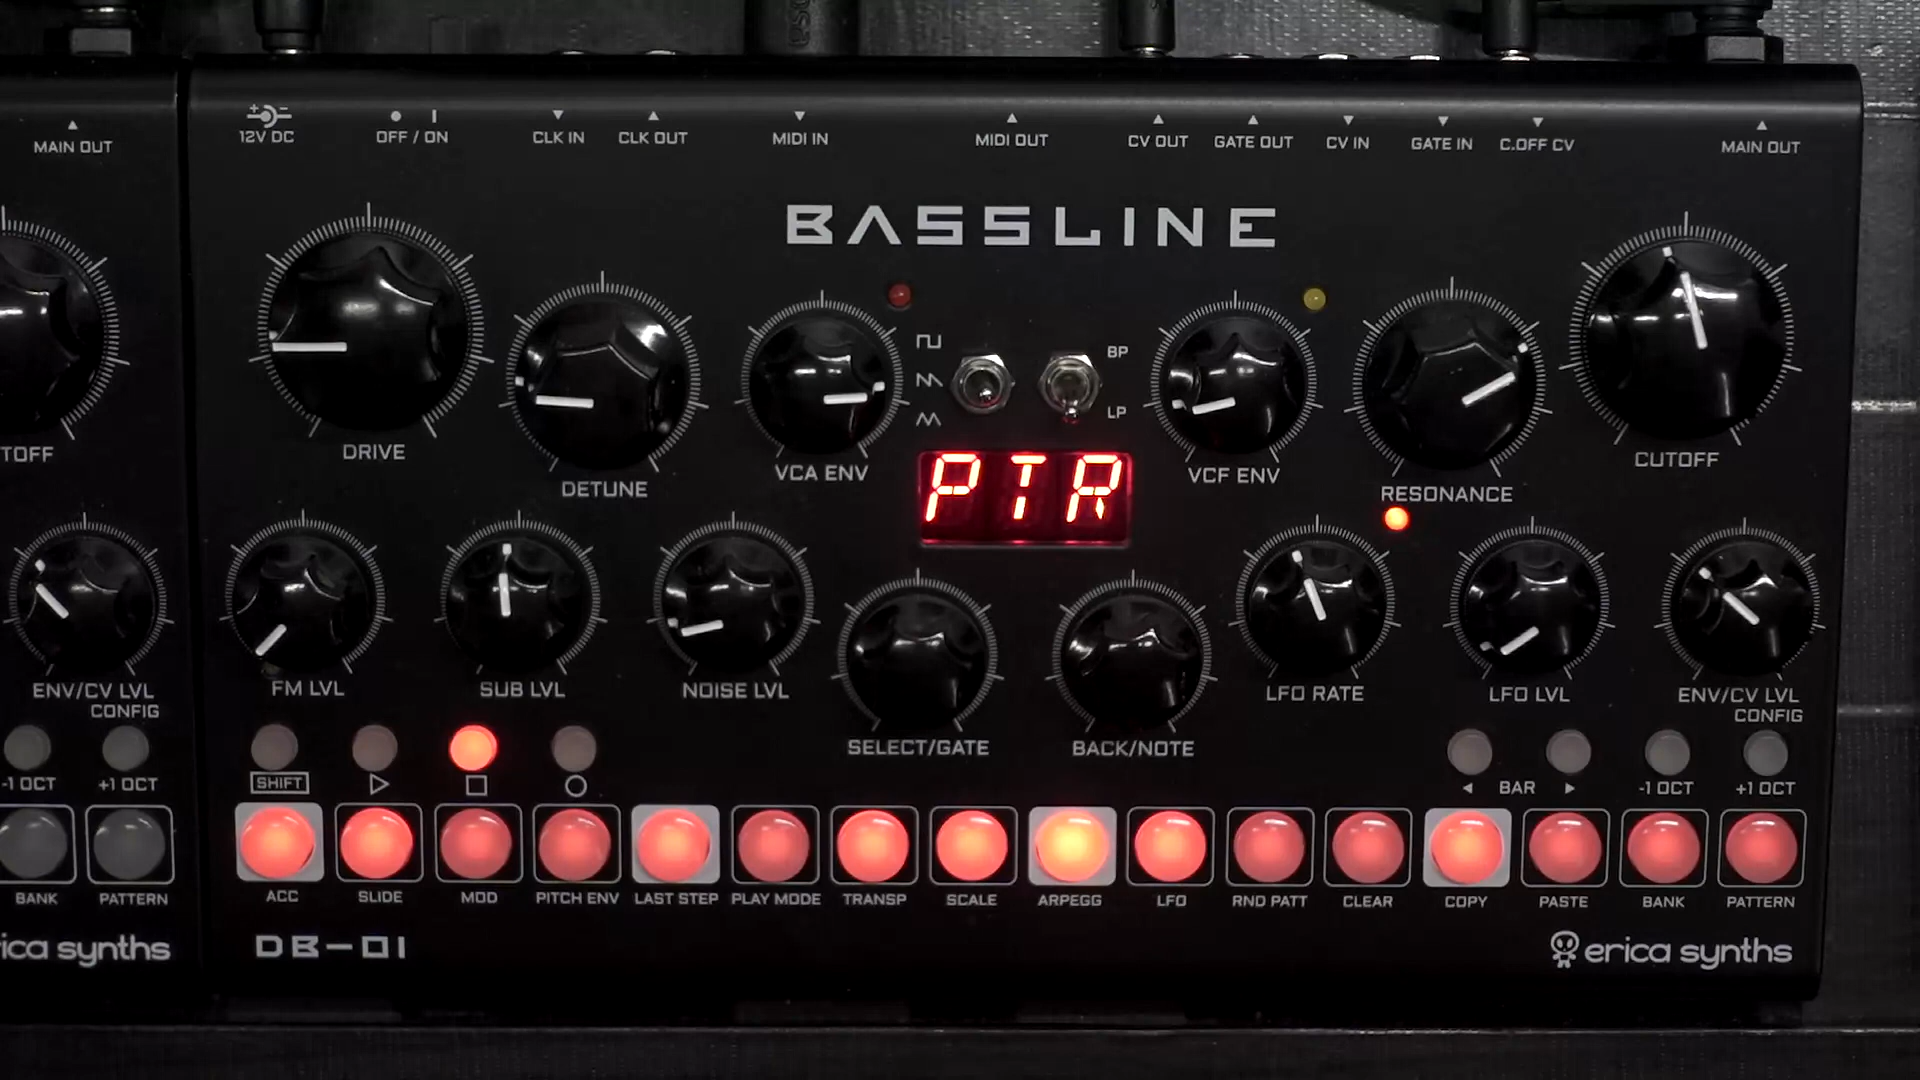 MAIN OUT
12V DC
OFF / ON
CLK IN
CLK OUT
MIDI IN
MIDI OUT
CV OUT
GATE OUT
CV IN
GATE IN
C.OFF CV
MAIN OUT
BASSLINE
BP
LP
TOFF
DRIVE
DETUNE
VCA ENV
PTR
VCF ENV
RESONANCE
CUTOFF
ENV/CV LVL
CONFIG
FM LVL
SUB LVL
NOISE LVL
SELECT/GATE
BACK/NOTE
LFO RATE
LFO LVL
ENV/CV LVL
CONFIG
-1 OCT
+1 OCT
SHIFT
BAR
-1 OCT
+1 OCT
BANK
PATTERN
ACC
SLIDE
MOD
PITCH ENV
LAST STEP
PLAY MODE
TRANSP
SCALE
ARPEGG
LFO
RND PATT
CLEAR
COPY
PASTE
BANK
PATTERN
rica synths
DB-01
erica synths